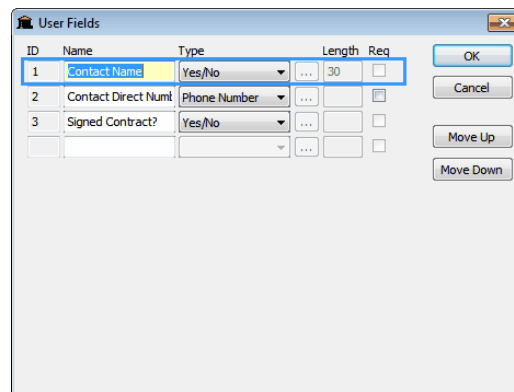 User Fields
ID Name Type Length Req
1 Contact Name Yes/No ... 30
2 Contact Direct Numb Phone Number ...
3 Signed Contract? Yes/No ...
...
OK
Cancel
Move Up
Move Down